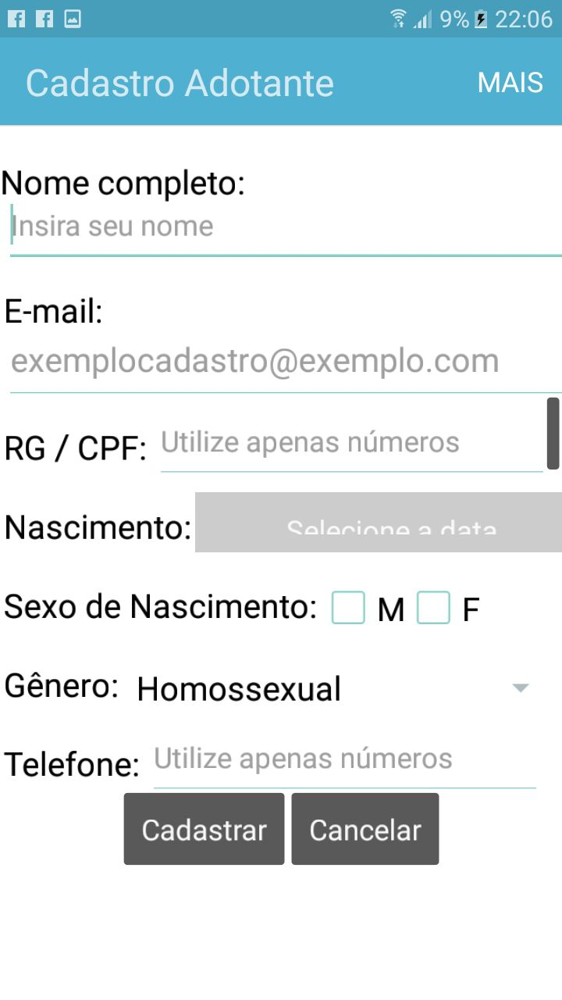 9% 22:06
Cadastro Adotante MAIS
Nome completo:
Insira seu nome
E-mail:
exemplocadastro@exemplo.com
RG / CPF: Utilize apenas números
Nascimento: Selecione a data
Sexo de Nascimento: M F
Gênero: Homossexual
Telefone: Utilize apenas números
Cadastrar Cancelar